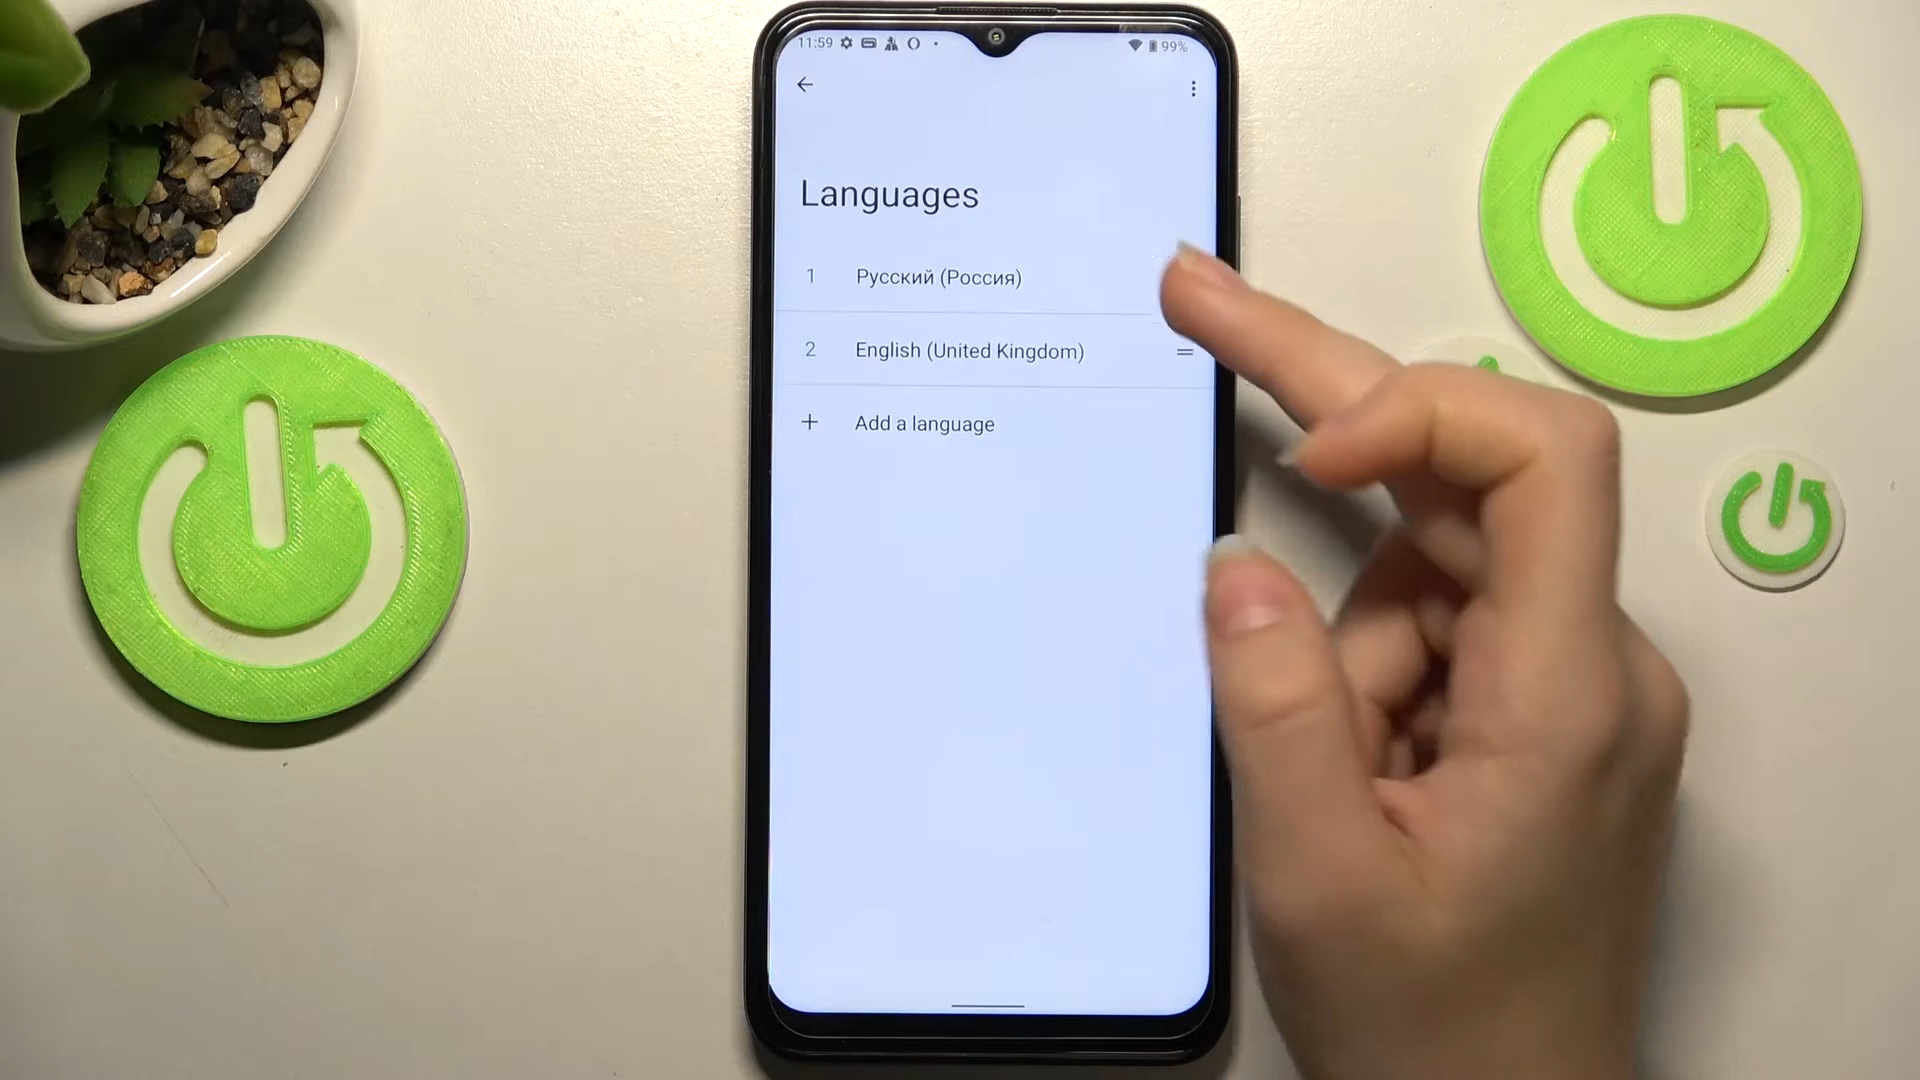 11:59
99%
Languages
1 Русский (Россия)
2 English (United Kingdom)
+ Add a language